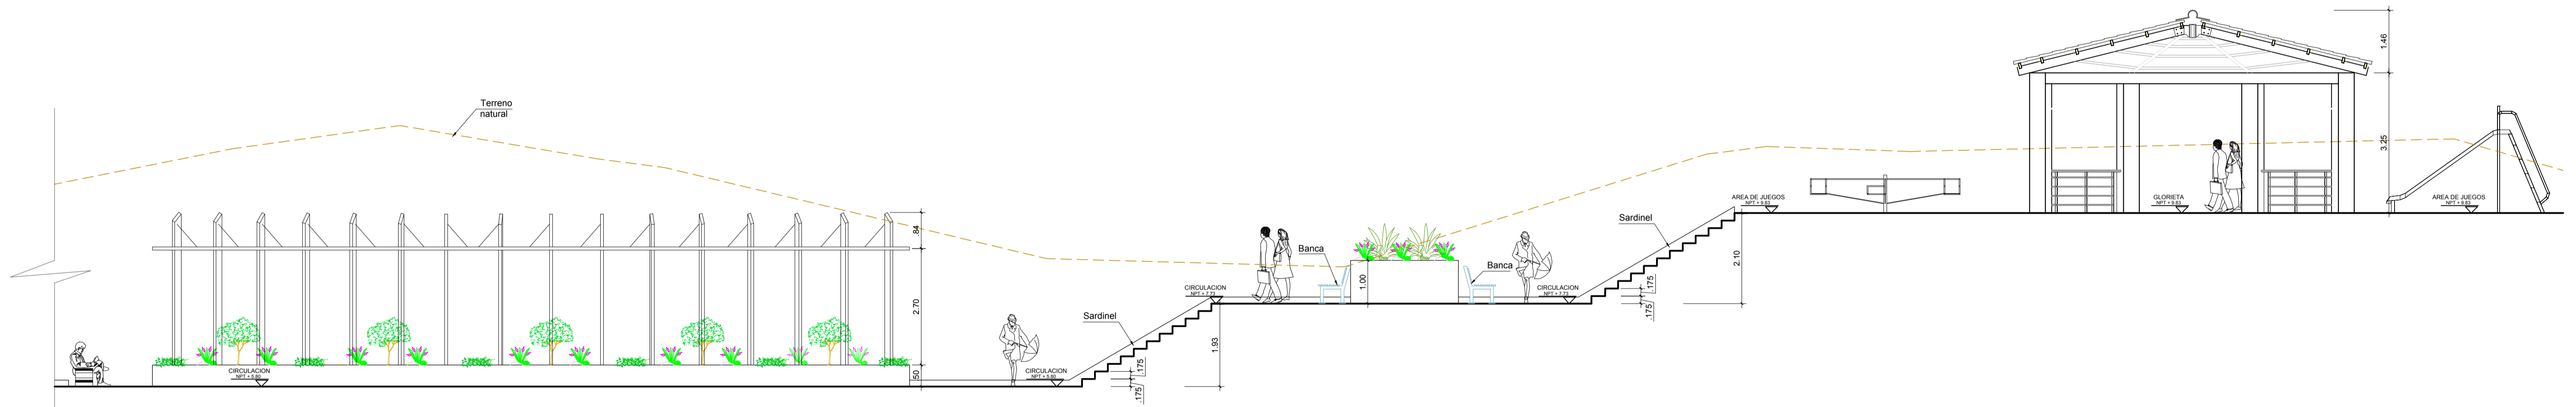 Terreno
natural
.84
2.70
.50
CIRCULACION
NPT + 5.80
CIRCULACION
NPT + 5.80
Sardinel
.175
.175
1.93
CIRCULACION
NPT + 7.73
Banca
1.00
Banca
CIRCULACION
NPT + 7.73
Sardinel
.175
.175
2.10
AREA DE JUEGOS
NPT + 9.83
GLORIETA
NPT + 9.83
1.46
3.25
AREA DE JUEGOS
NPT + 9.83